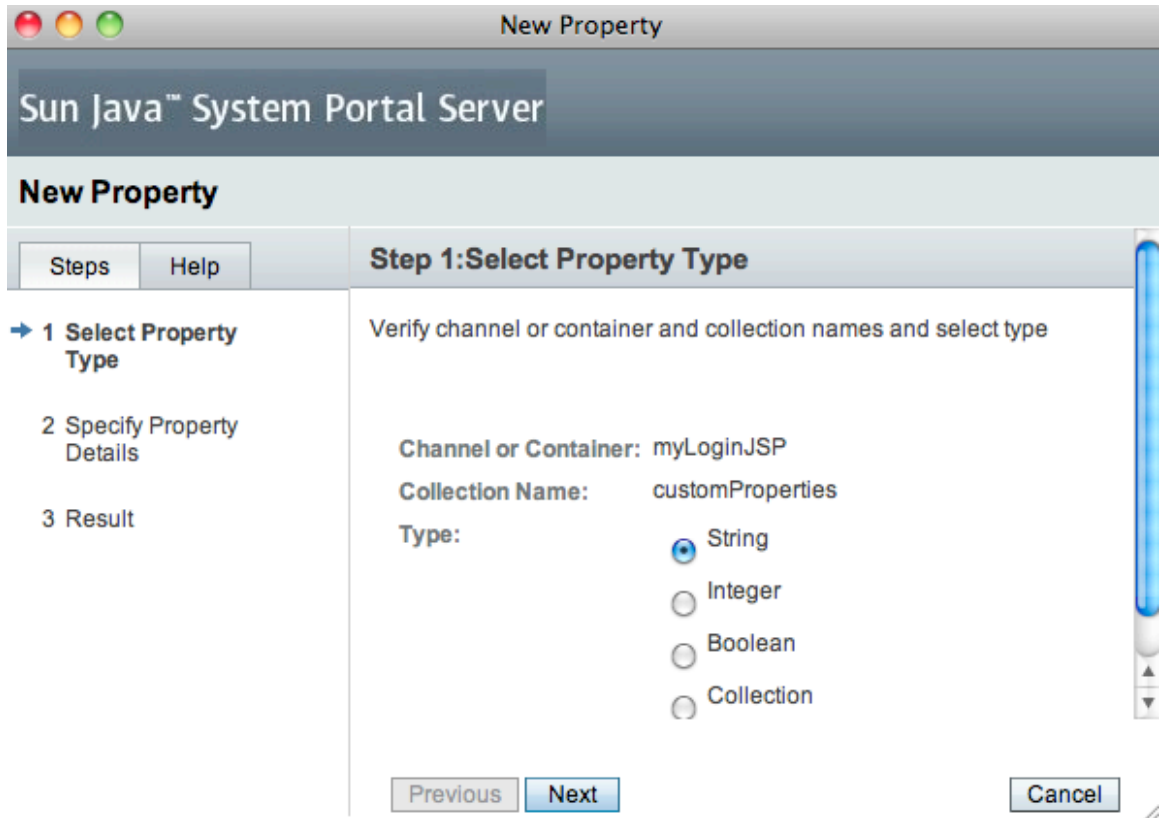 New Property
Sun Java™ System Portal Server
New Property
Steps Help
1 Select Property
Type
2 Specify Property
Details
3 Result
Step 1:Select Property Type
Verify channel or container and collection names and select type
Channel or Container: myLoginJSP
Collection Name: customProperties
Type: String
Integer
Boolean
Collection
Previous Next Cancel